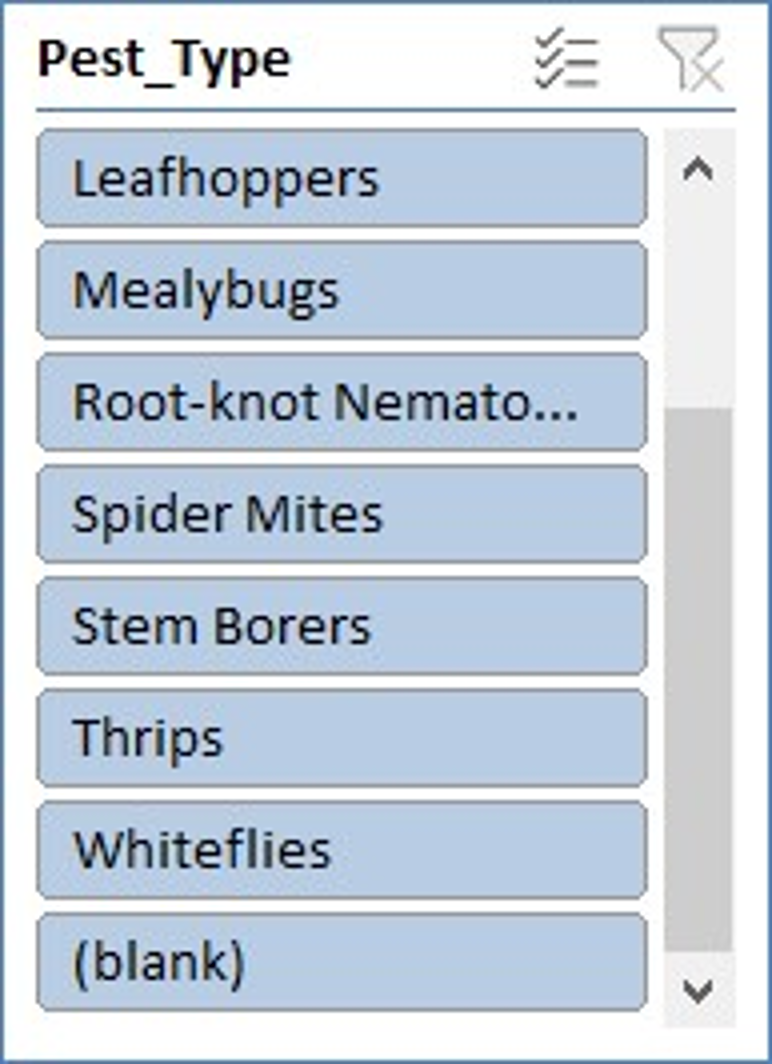 Pest_Type
Leafhoppers
Mealybugs
Root-knot Nemato...
Spider Mites
Stem Borers
Thrips
Whiteflies
(blank)